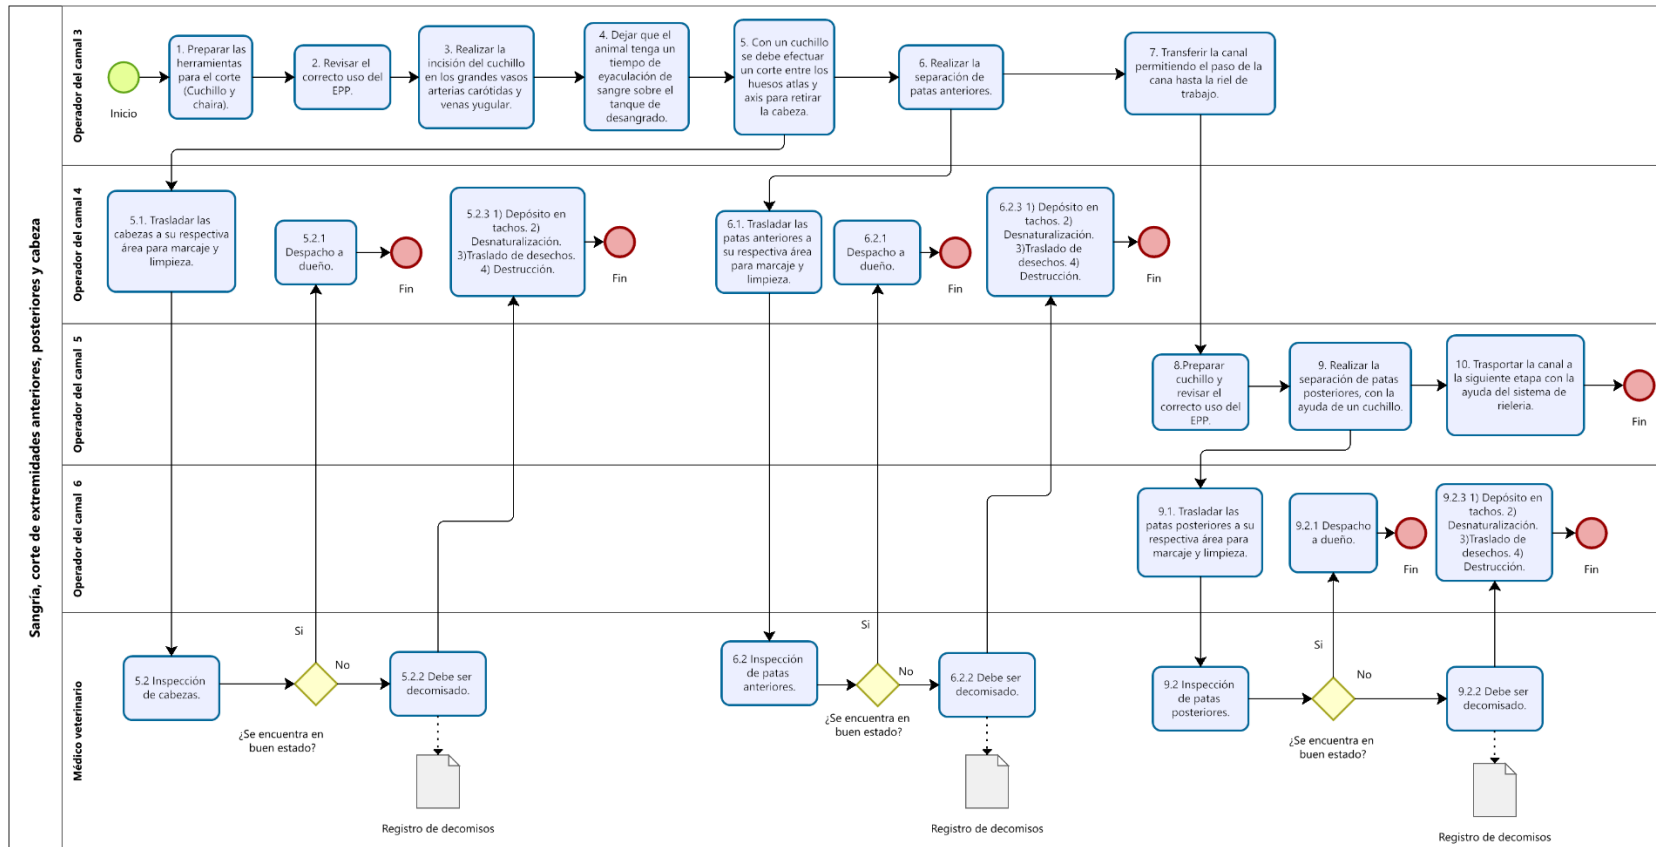 Sangría, corte de extremidades anteriores, posteriores y cabeza
Operador del camal 3
Inicio
1. Preparar las
herramientas
para el corte
(Cuchillo y
chaira).
2. Revisar el
correcto uso del
EPP.
3. Realizar la
incisión del cuchillo
en los grandes vasos
arterias carótidas y
venas yugular.
4. Dejar que el
animal tenga un
tiempo de
eyaculación de
sangre sobre el
tanque de
desangrado.
5. Con un cuchillo
se debe efectuar
un corte entre los
huesos atlas y
axis para retirar
la cabeza.
6. Realizar la
separación de
patas anteriores.
7. Transferir la canal
permitiendo el paso de la
cana hasta la riel de
trabajo.
Operador del camal 4
5.1. Trasladar las
cabezas a su respectiva
área para marcaje y
limpieza.
5.2.1
Despacho a
dueño.
Fin
5.2.3 1) Depósito en
tachos. 2)
Desnaturalización.
3)Traslado de desechos.
4) Destrucción.
Fin
6.1. Trasladar las
patas anteriores a
su respectiva área
para marcaje y
limpieza.
6.2.1
Despacho a
dueño.
Fin
6.2.3 1) Depósito en
tachos. 2)
Desnaturalización.
3)Traslado de
desechos. 4)
Destrucción.
Fin
Operador del camal 5
8.Preparar
cuchillo y
revisar el
correcto uso del
EPP.
9. Realizar la
separación de patas
posteriores, con la
ayuda de un cuchillo.
10. Trasportar la canal a
la siguiente etapa con la
ayuda del sistema de
rieleria.
Fin
Operador del camal 6
9.1. Trasladar las
patas posteriores a su
respectiva área para
marcaje y limpieza.
9.2.1 Despacho
a dueño.
Fin
9.2.3 1) Depósito en
tachos. 2)
Desnaturalización.
3)Traslado de
desechos. 4)
Destrucción.
Fin
Médico veterinario
5.2 Inspección
de cabezas.
Si
No
¿Se encuentra en
buen estado?
5.2.2 Debe ser
decomisado.
Registro de decomisos
6.2 Inspección
de patas
anteriores.
Si
No
¿Se encuentra en
buen estado?
6.2.2 Debe ser
decomisado.
Registro de decomisos
9.2 Inspección
de patas
posteriores.
Si
No
¿Se encuentra en
buen estado?
9.2.2 Debe ser
decomisado.
Registro de decomisos